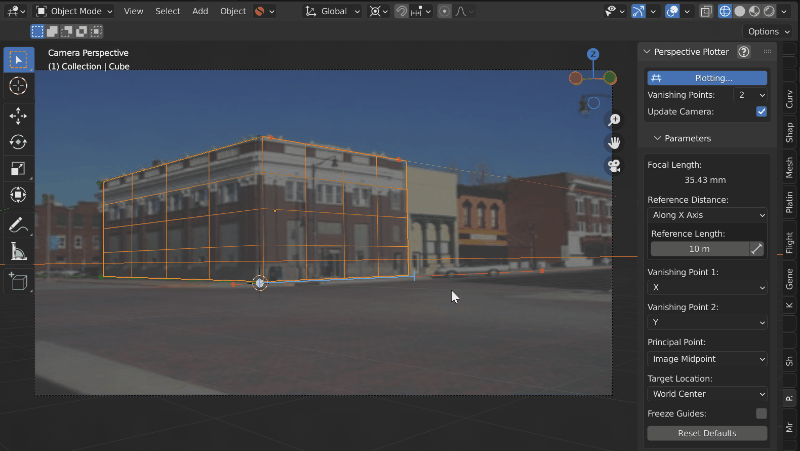 Object Mode
View
Select
Add
Object
Global
Options
Camera Perspective
(1) Collection | Cube
Z
Perspective Plotter
?
Plotting...
Vanishing Points:
2
Update Camera:
Parameters
Focal Length:
35.43 mm
Reference Distance:
Along X Axis
Reference Length:
10 m
Vanishing Point 1:
X
Vanishing Point 2:
Y
Principal Point:
Image Midpoint
Target Location:
World Center
Freeze Guides:
Reset Defaults
Curv
Shap
Mesh
Platin
Flight
Gene
K
Sh
P.
Mr